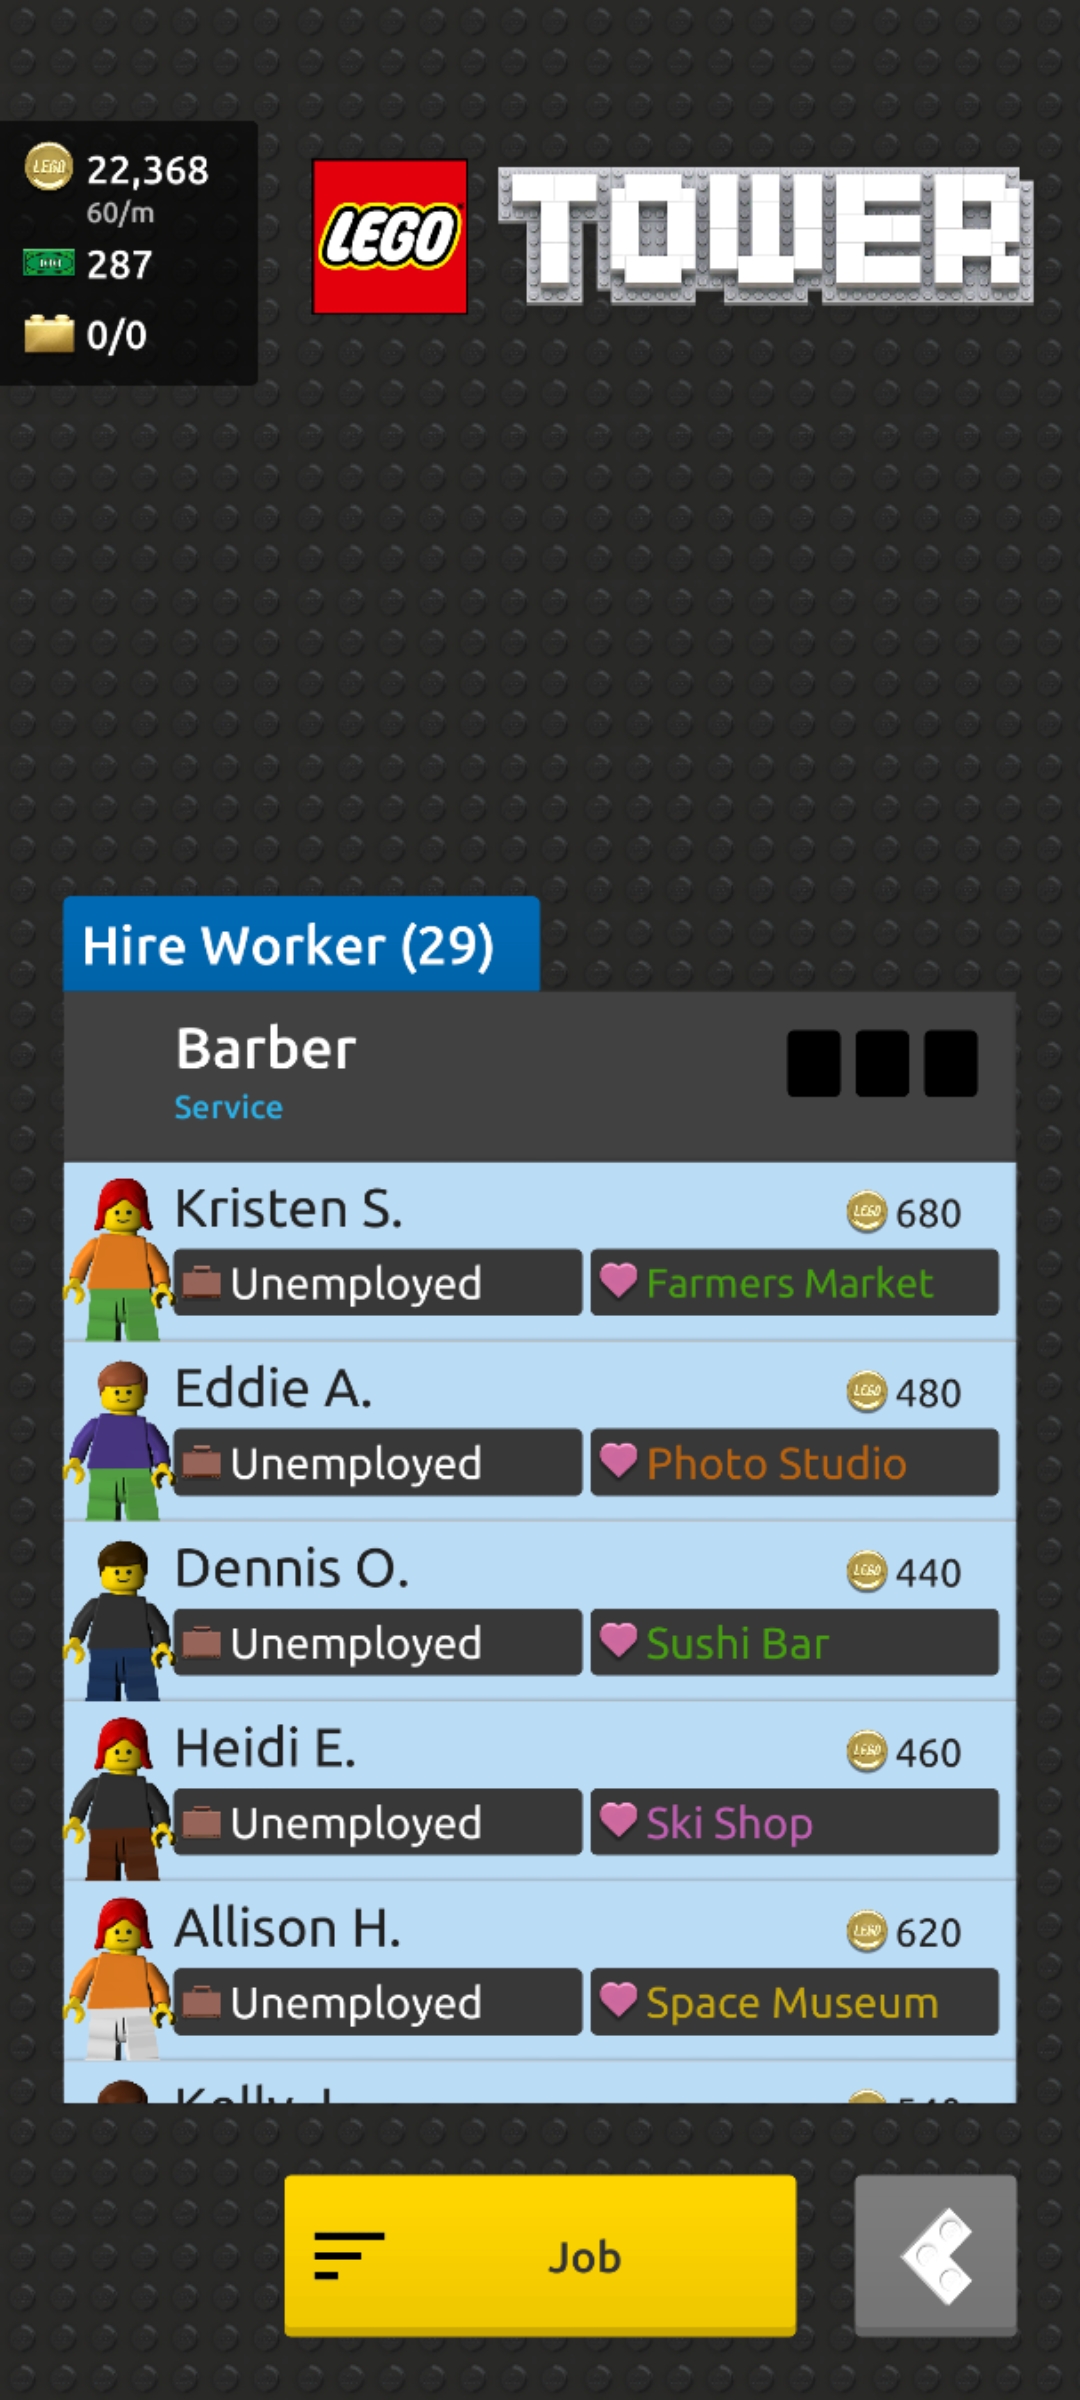 22,368
60/m
287
0/0
LEGO
TOWER
Hire Worker (29)
Barber
Service
Kristen S.
680
Unemployed
Farmers Market
Eddie A.
480
Unemployed
Photo Studio
Dennis O.
440
Unemployed
Sushi Bar
Heidi E.
460
Unemployed
Ski Shop
Allison H.
620
Unemployed
Space Museum
Job